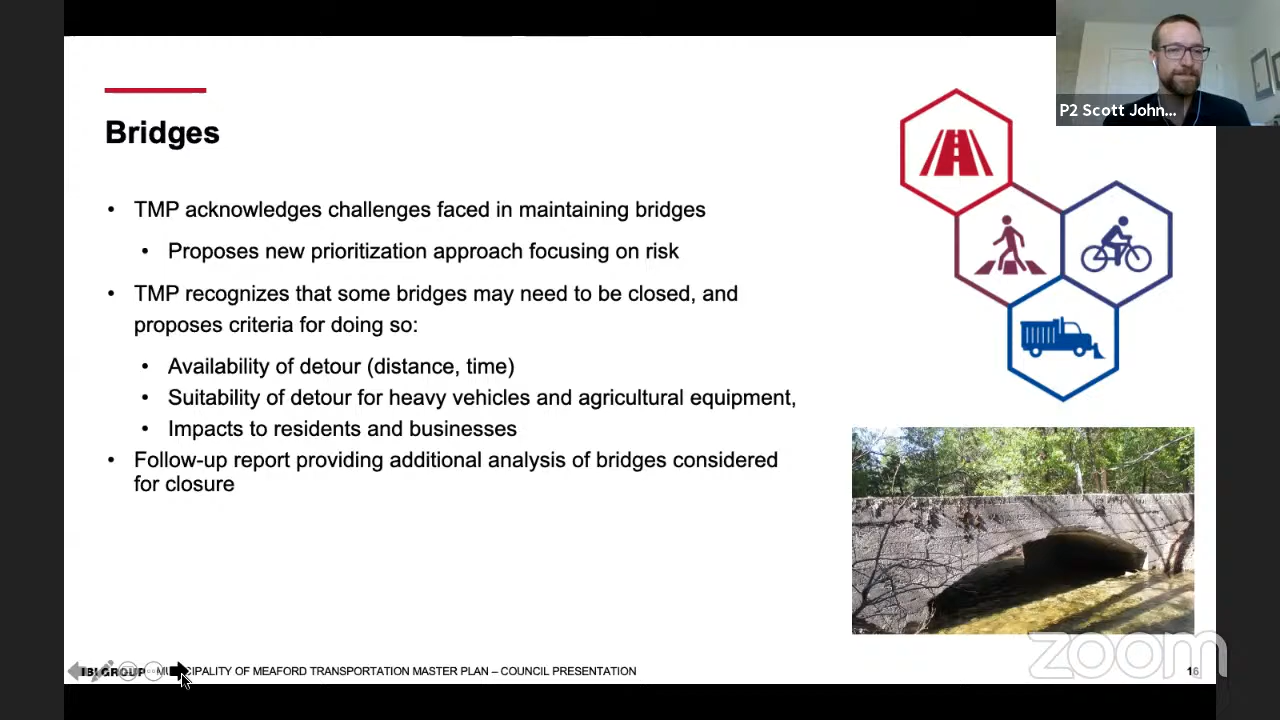 P2 Scott John...
Bridges
• TMP acknowledges challenges faced in maintaining bridges
• Proposes new prioritization approach focusing on risk
• TMP recognizes that some bridges may need to be closed, and
proposes criteria for doing so:
• Availability of detour (distance, time)
• Suitability of detour for heavy vehicles and agricultural equipment,
• Impacts to residents and businesses
• Follow-up report providing additional analysis of bridges considered
for closure
zoom
IBI GROUP MUNICIPALITY OF MEAFORD TRANSPORTATION MASTER PLAN – COUNCIL PRESENTATION
16